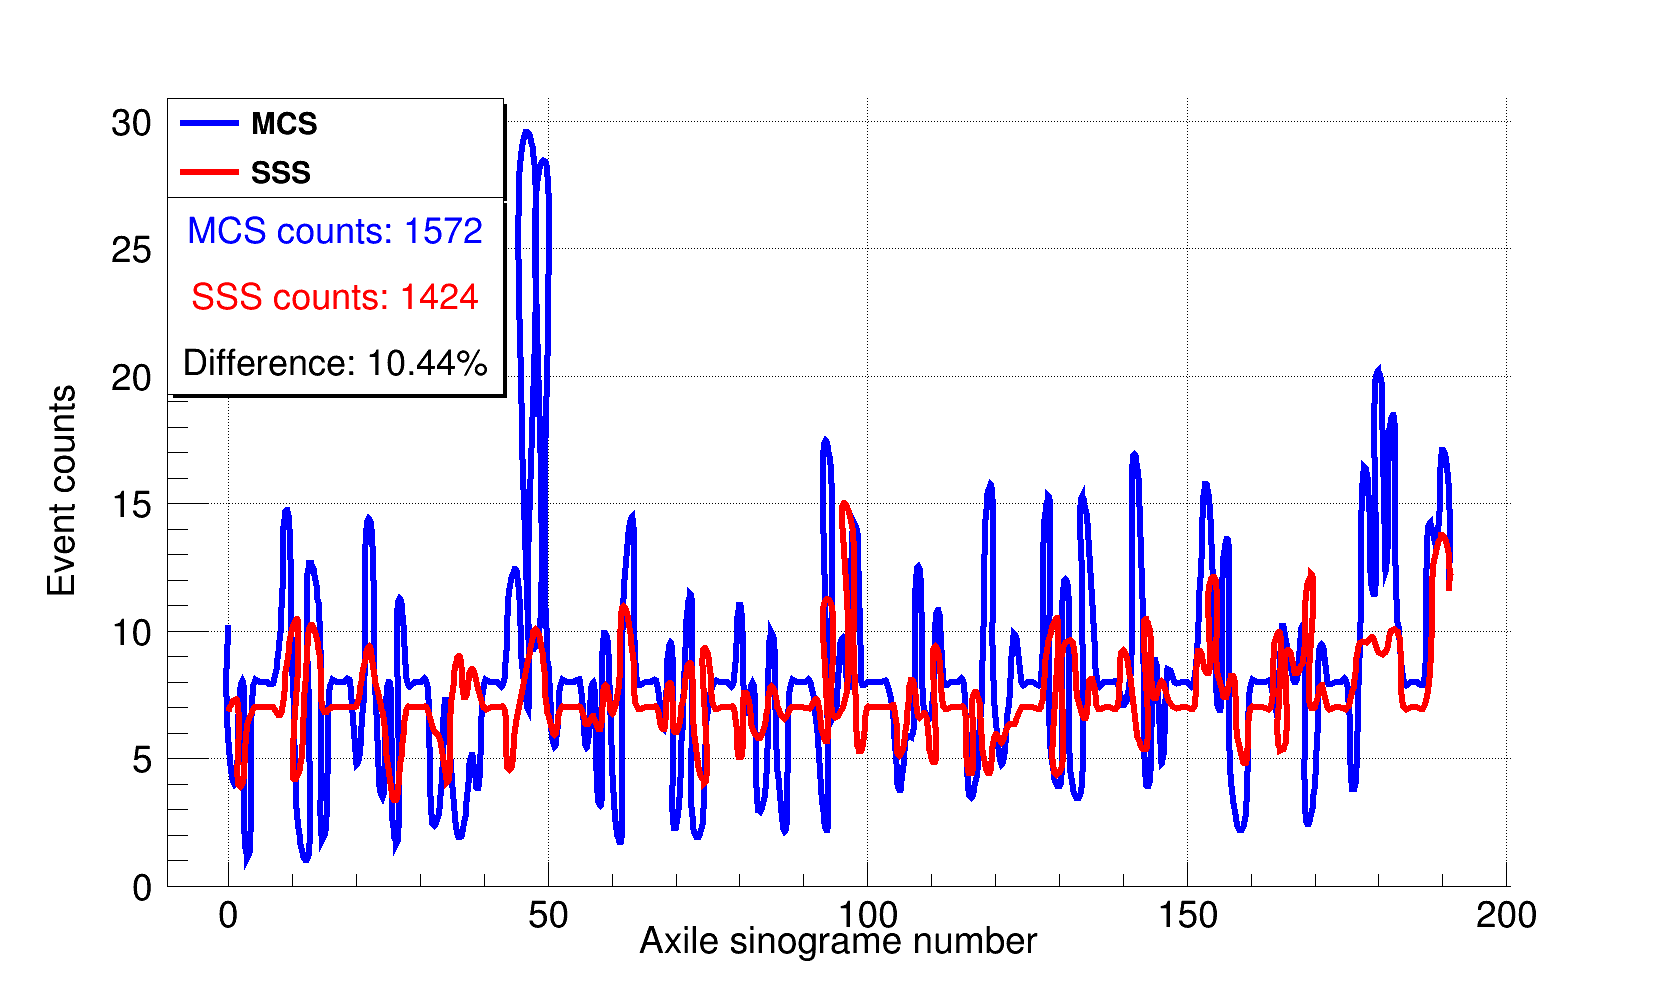 30
25
20
15
10
5
0
Event counts
MCS
SSS
MCS counts: 1572
SSS counts: 1424
Difference: 10.44%
0 50 100 150 200
Axile sinograme number